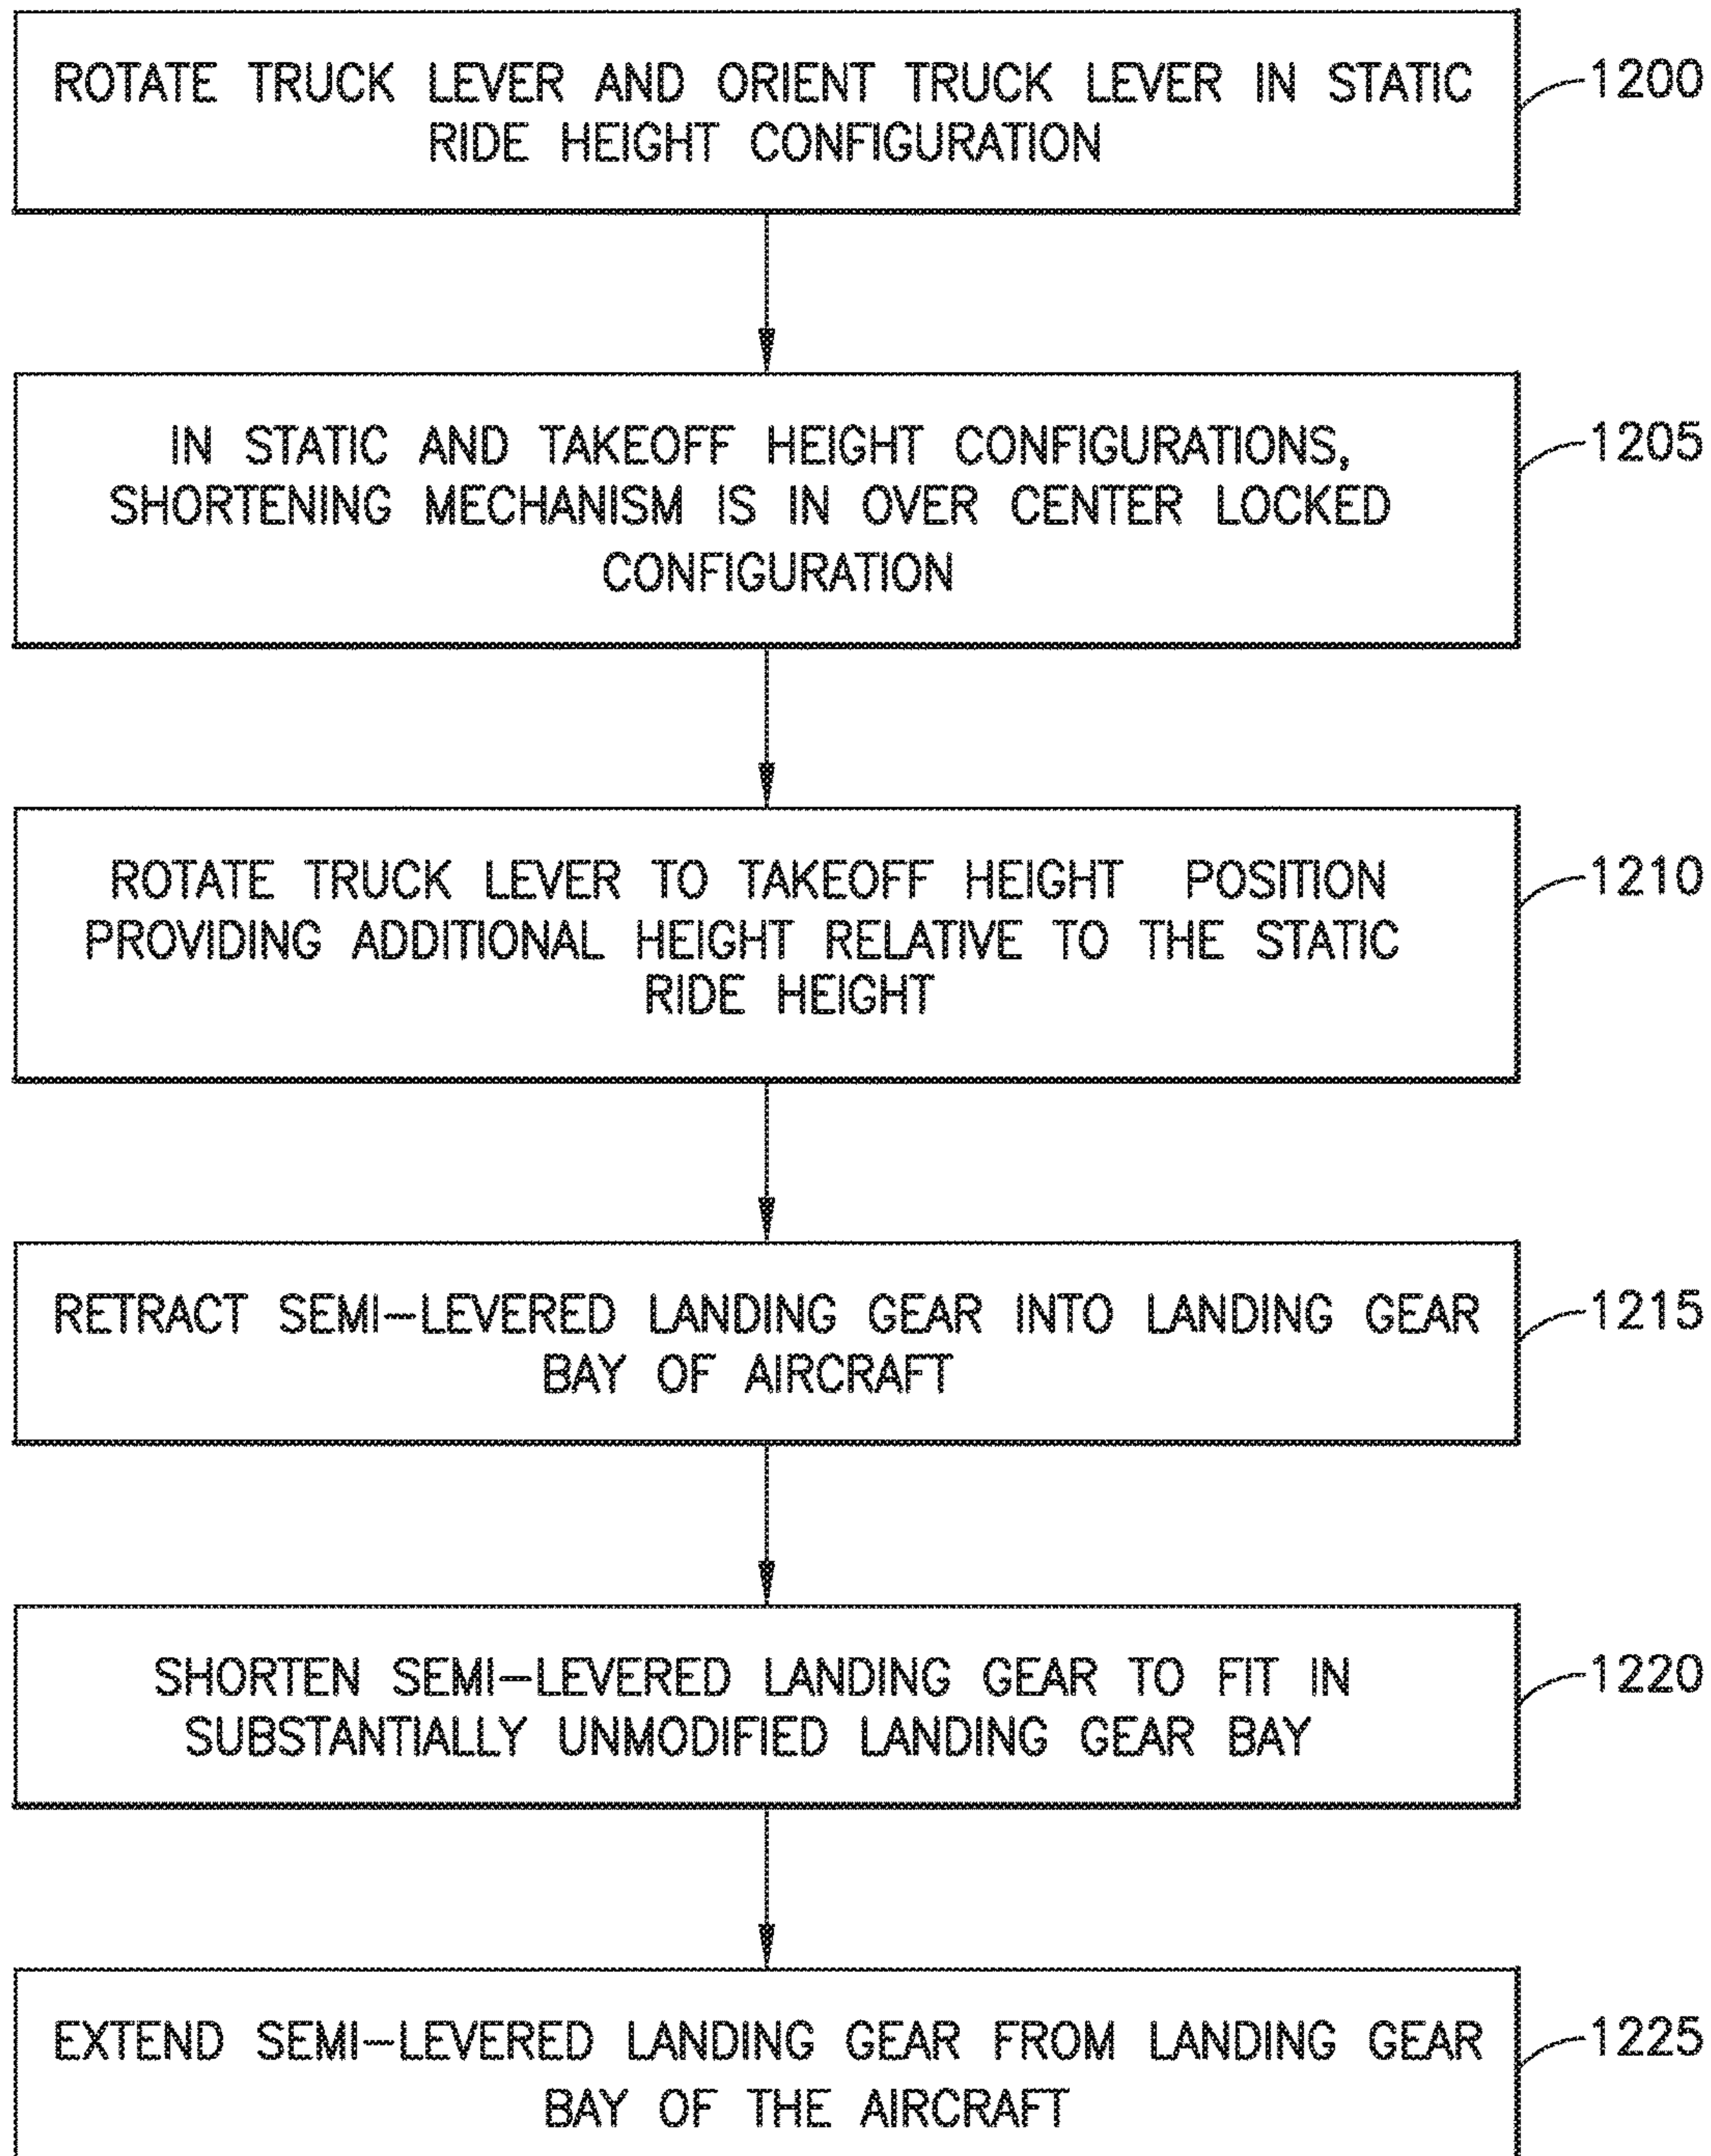 ROTATE TRUCK LEVER AND ORIENT TRUCK LEVER IN STATIC
RIDE HEIGHT CONFIGURATION
1200
IN STATIC AND TAKEOFF HEIGHT CONFIGURATIONS,
SHORTENING MECHANISM IS IN OVER CENTER LOCKED
CONFIGURATION
1205
ROTATE TRUCK LEVER TO TAKEOFF HEIGHT POSITION
PROVIDING ADDITIONAL HEIGHT RELATIVE TO THE STATIC
RIDE HEIGHT
1210
RETRACT SEMI-LEVERED LANDING GEAR INTO LANDING GEAR
BAY OF AIRCRAFT
1215
SHORTEN SEMI-LEVERED LANDING GEAR TO FIT IN
SUBSTANTIALLY UNMODIFIED LANDING GEAR BAY
1220
EXTEND SEMI-LEVERED LANDING GEAR FROM LANDING GEAR
BAY OF THE AIRCRAFT
1225